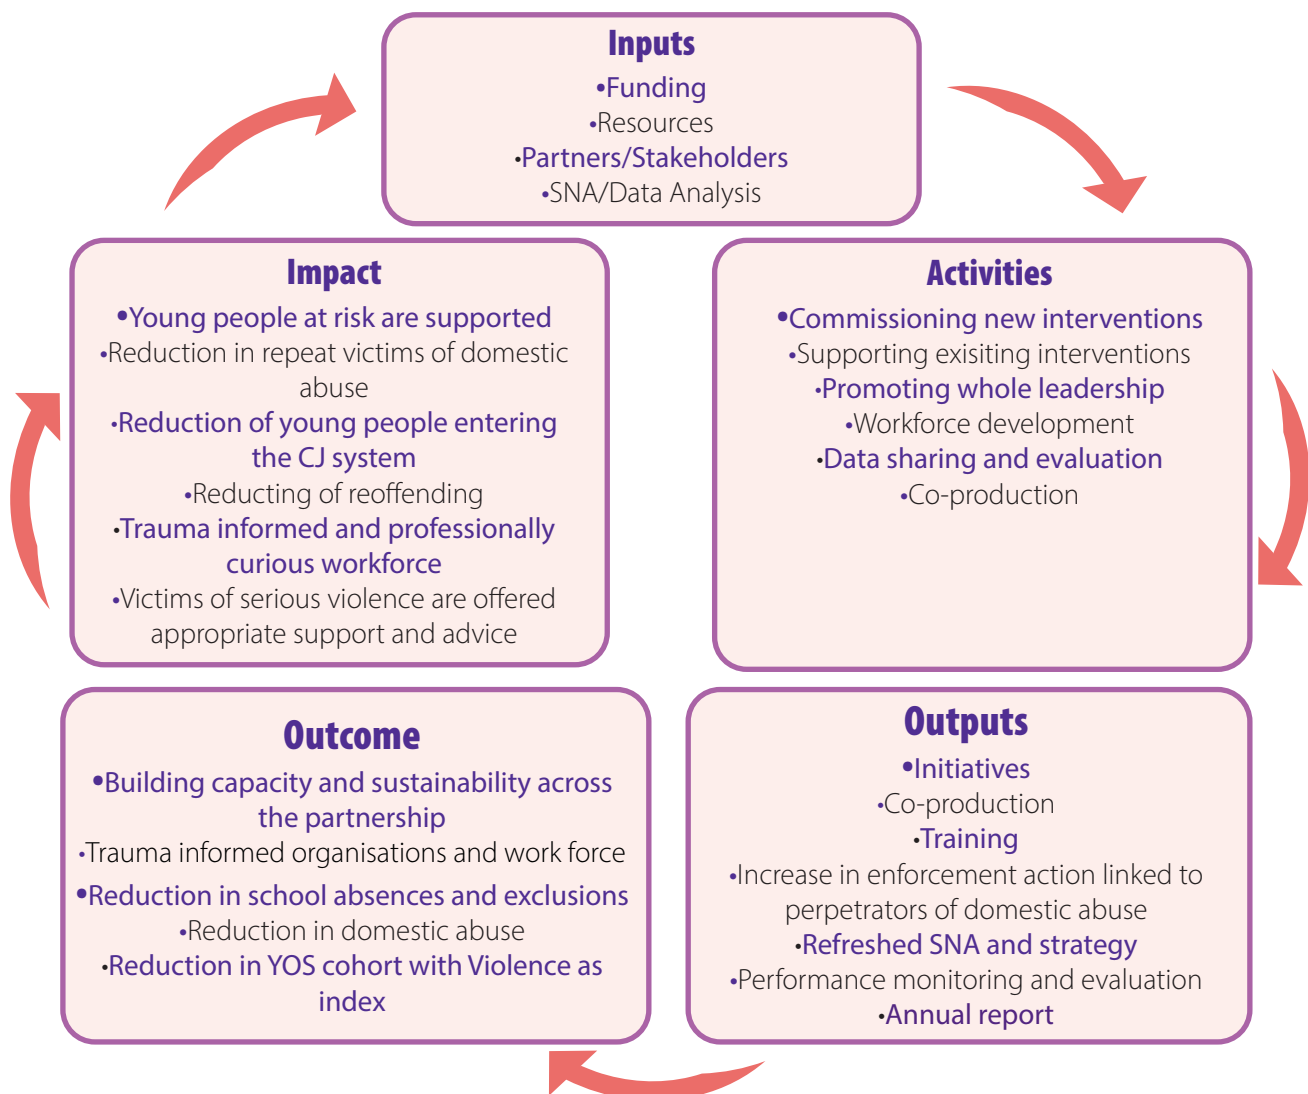 Inputs
•Funding
•Resources
•Partners/Stakeholders
•SNA/Data Analysis
Impact
•Young people at risk are supported
•Reduction in repeat victims of domestic
abuse
•Reduction of young people entering
the CJ system
•Reducting of reoffending
•Trauma informed and professionally
curious workforce
•Victims of serious violence are offered
appropriate support and advice
Activities
•Commissioning new interventions
•Supporting exisiting interventions
•Promoting whole leadership
•Workforce development
•Data sharing and evaluation
•Co-production
Outcome
•Building capacity and sustainability across
the partnership
•Trauma informed organisations and work force
•Reduction in school absences and exclusions
•Reduction in domestic abuse
•Reduction in YOS cohort with Violence as
index
Outputs
•Initiatives
•Co-production
•Training
•Increase in enforcement action linked to
perpetrators of domestic abuse
•Refreshed SNA and strategy
•Performance monitoring and evaluation
•Annual report